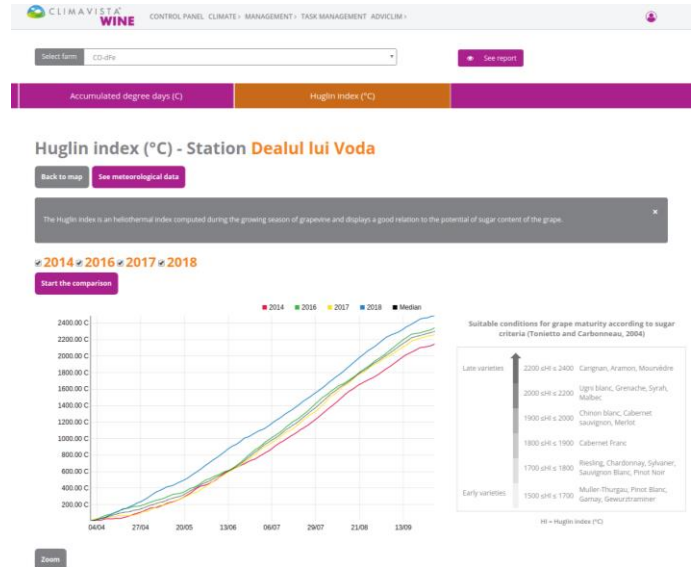 CLIMAVISTA
WINE
CONTROL PANEL CLIMATE MANAGEMENT TASK MANAGEMENT ADVICLIM
Select farm CO-dFe
See report
Accumulated degree days (C) Huglin index (°C)
Huglin index (°C) - Station Dealul lui Voda
Back to map See meteorological data
The Huglin index is an heliothermal index computed during the growing season of grapevine and displays a good relation to the potential of sugar content of the grape.
×
2014 2016 2017 2018
Start the comparison
2014 2016 2017 2018 Median
2400.00 C
2200.00 C
2000.00 C
1800.00 C
1600.00 C
1400.00 C
1200.00 C
1000.00 C
800.00 C
600.00 C
400.00 C
200.00 C
04/04 27/04 20/05 13/06 06/07 29/07 21/08 13/09
Suitable conditions for grape maturity according to sugar
criteria (Tonietto and Carbonneau, 2004)
Late varieties 2200 ≤HI ≤ 2400 Carignan, Aramon, Mourvèdre
2000 ≤HI ≤ 2200 Ugni blanc, Grenache, Syrah,
Malbec
1900 ≤HI ≤ 2000 Chinon blanc, Cabernet
sauvignon, Merlot
1800 ≤HI ≤ 1900 Cabernet Franc
1700 ≤HI ≤ 1800 Riesling, Chardonnay, Sylvaner,
Sauvignon Blanc, Pinot Noir
Early varieties 1500 ≤HI ≤ 1700 Muller-Thurgau, Pinot Blanc,
Gamay, Gewurztraminer
HI = Huglin index (°C)
Zoom